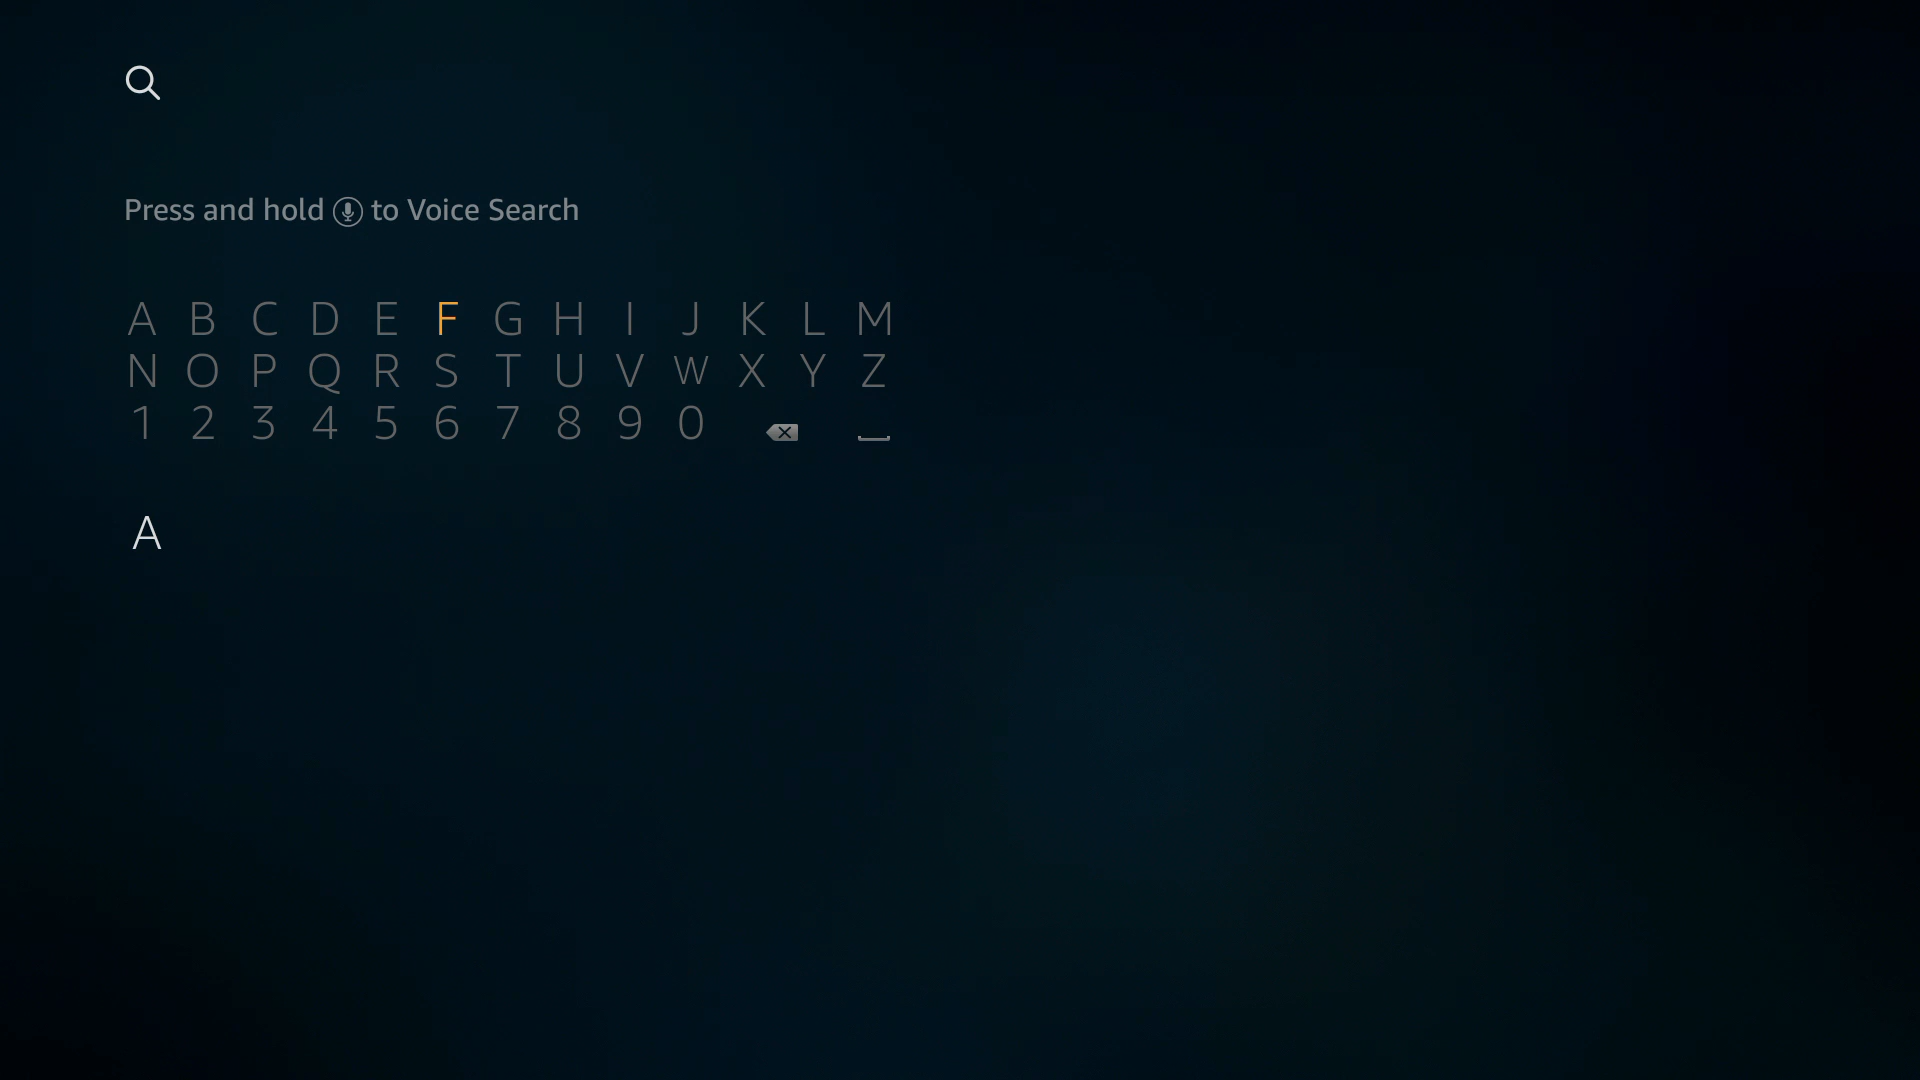 Press and hold to Voice Search
A B C D E F G H I J K L M
N O P Q R S T U V W X Y Z
1 2 3 4 5 6 7 8 9 0
A